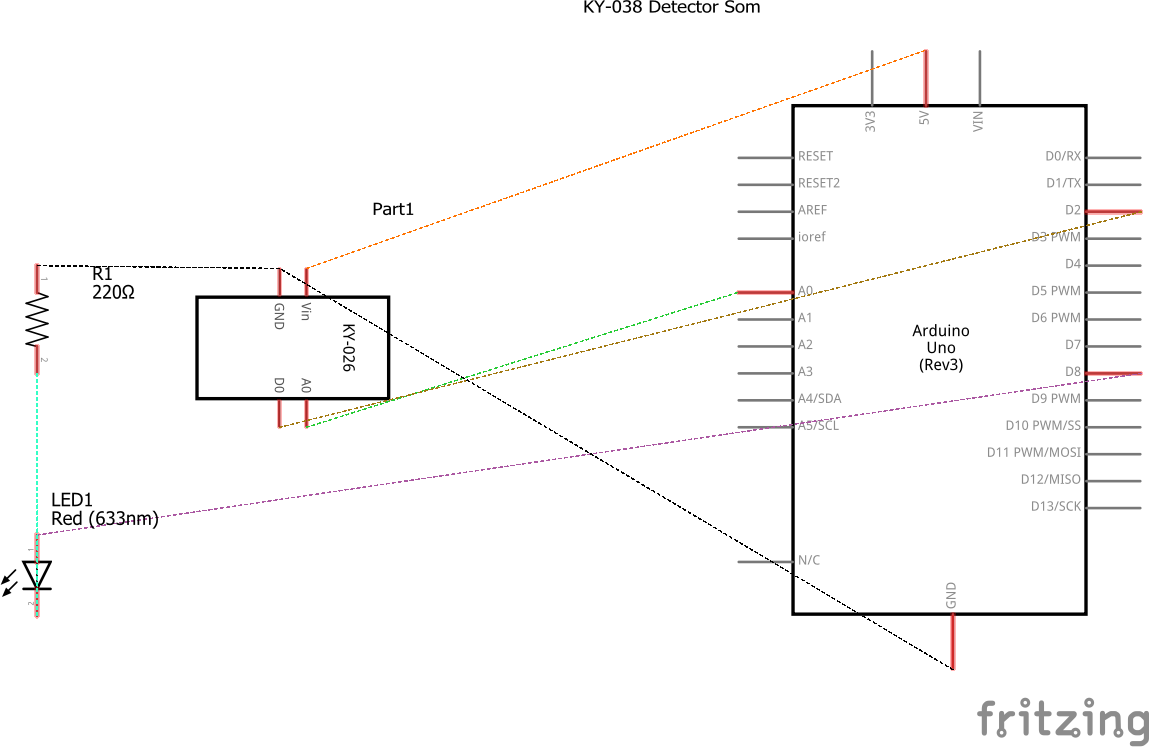 KY-038 Detector Som
3V3
5V
VIN
RESET
D0/RX
RESET2
D1/TX
Part1
AREF
D2
ioref
D3 PWM
D4
R1
220Ω
1
2
GND
Vin
KY-026
D0
A0
A0
D5 PWM
A1
D6 PWM
Arduino
Uno
(Rev3)
A2
D7
A3
D8
A4/SDA
D9 PWM
A5/SCL
D10 PWM/SS
D11 PWM/MOSI
D12/MISO
D13/SCK
LED1
Red (633nm)
1
2
N/C
GND
fritzing